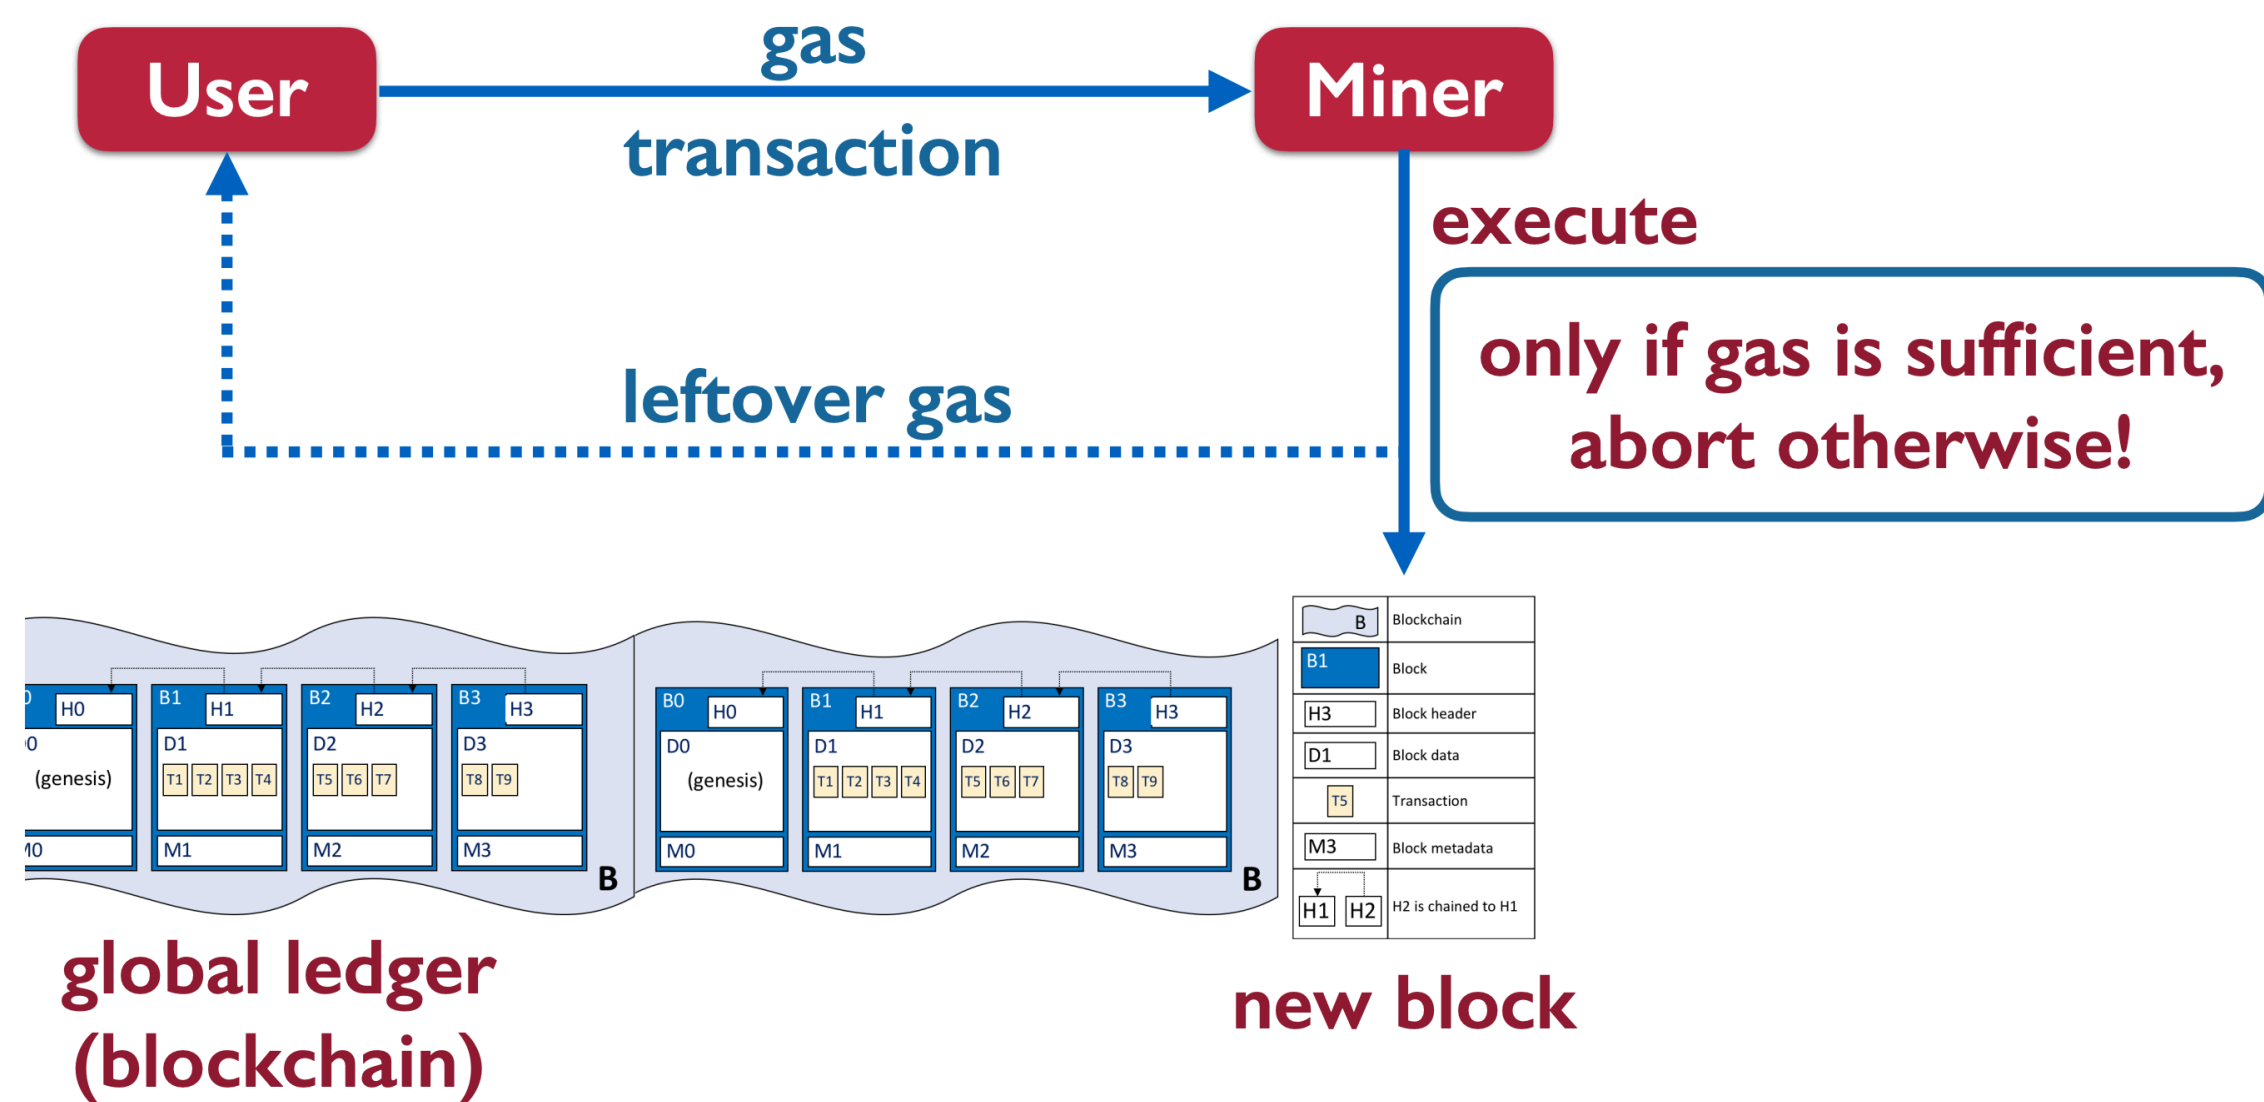 User
gas
transaction
Miner
execute
only if gas is sufficient,
abort otherwise!
leftover gas
H0
(genesis)
B1 H1
D1
T1 T2 T3 T4
M1
B2 H2
D2
T5 T6 T7
M2
B3 H3
D3
T8 T9
M3
B
B0 H0
D0
(genesis)
M0
B1 H1
D1
T1 T2 T3 T4
M1
B2 H2
D2
T5 T6 T7
M2
B3 H3
D3
T8 T9
M3
B
B Blockchain
B1 Block
H3 Block header
D1 Block data
T5 Transaction
M3 Block metadata
H1 H2 H2 is chained to H1
global ledger
(blockchain)
new block